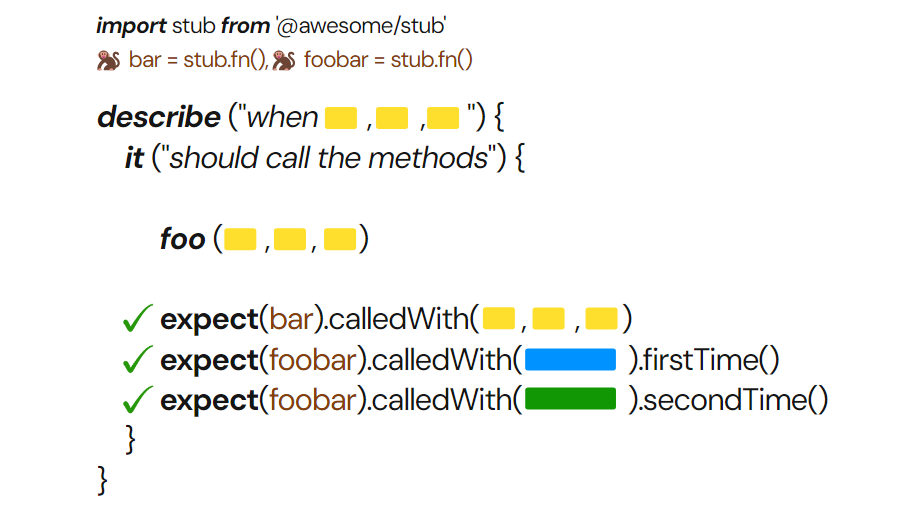 import stub from '@awesome/stub'
🐒 bar = stub.fn(),🐒 foobar = stub.fn()
describe ("when , , ") {
it ("should call the methods") {
foo ( , , )
✓ expect(bar).calledWith( , , )
✓ expect(foobar).calledWith( ).firstTime()
✓ expect(foobar).calledWith( ).secondTime()
}
}